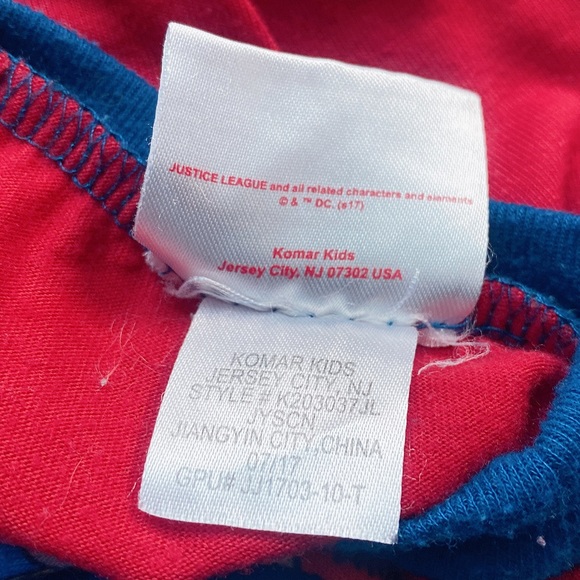 JUSTICE LEAGUE and all related characters and elements
© & ™ DC. (s17)
Komar Kids
Jersey City, NJ 07302 USA
KOMAR KIDS
JERSEY CITY, NJ
STYLE # K203037JL
JYSCN
JIANGYIN CITY,CHINA
07/17
GPU# JJ1703-10-T